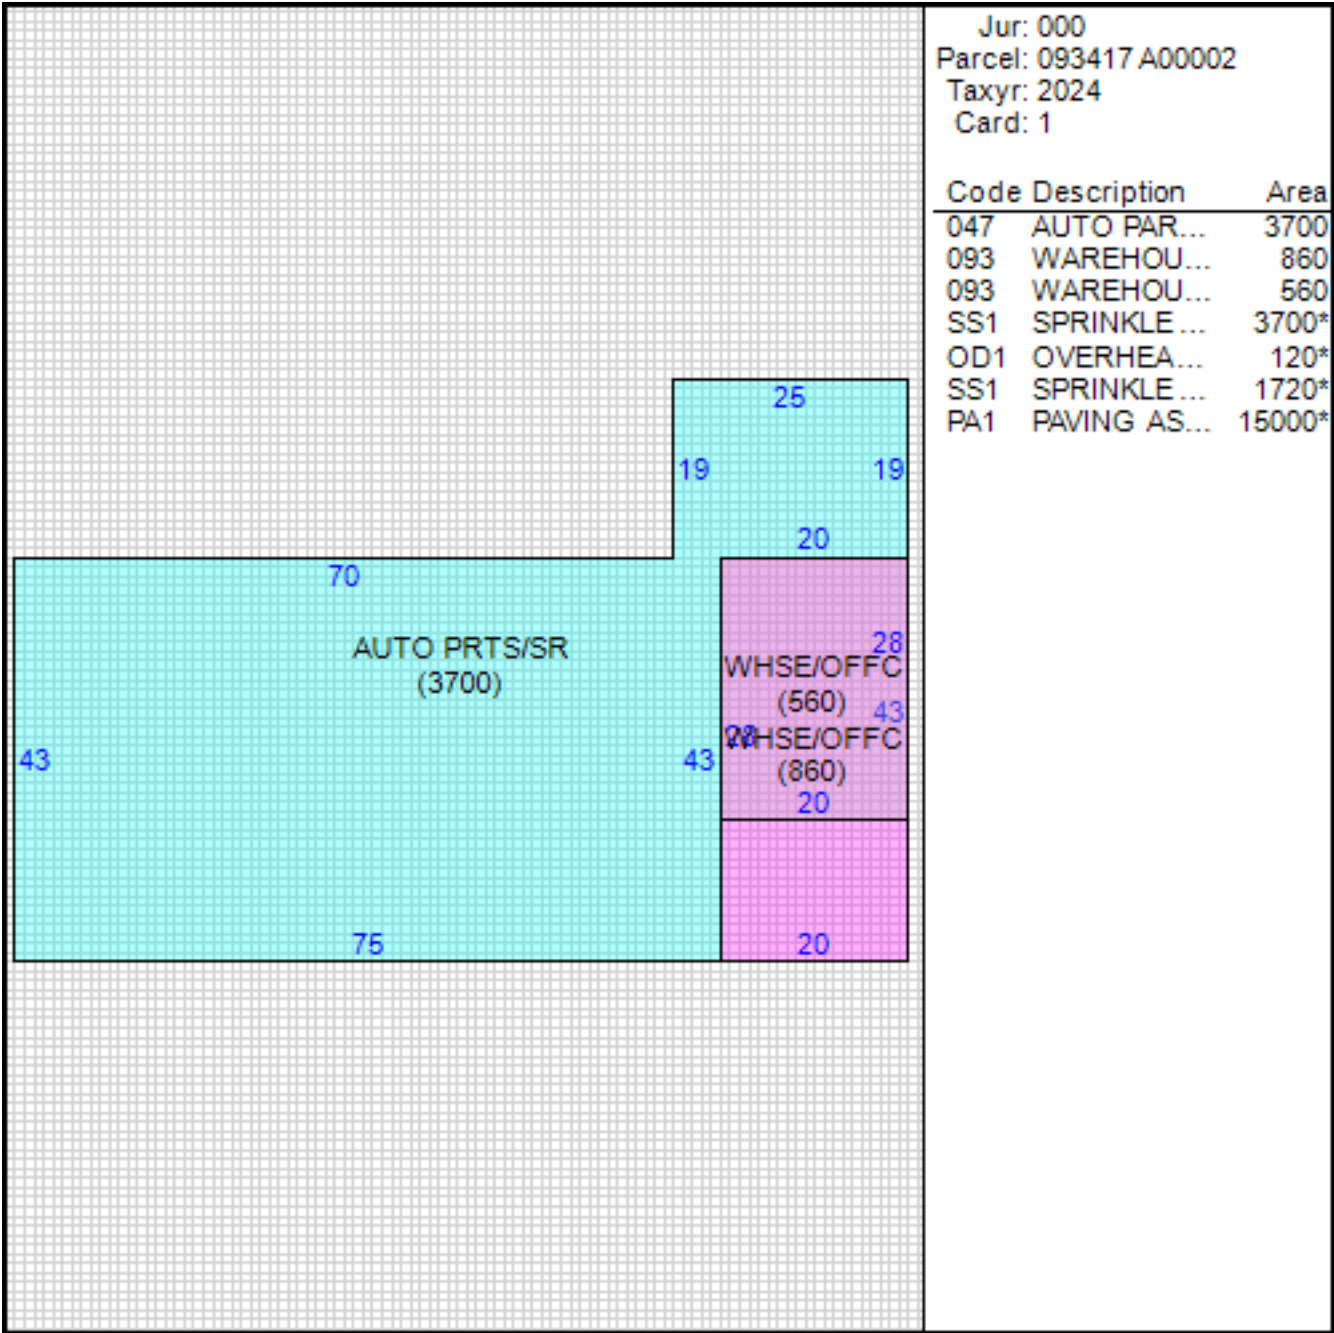 Jur: 000
Parcel: 093417 A00002
Taxyr: 2024
Card: 1
Code Description Area
047 AUTO PAR... 3700
093 WAREHOU... 860
093 WAREHOU... 560
SS1 SPRINKLE ... 3700*
OD1 OVERHEA... 120*
SS1 SPRINKLE ... 1720*
PA1 PAVING AS... 15000*
25
19 19
20
70
AUTO PRTS/SR
(3700)
28
WHSE/OFFC
(560)
43
28
WHSE/OFFC
(860)
43 43
20
75 20